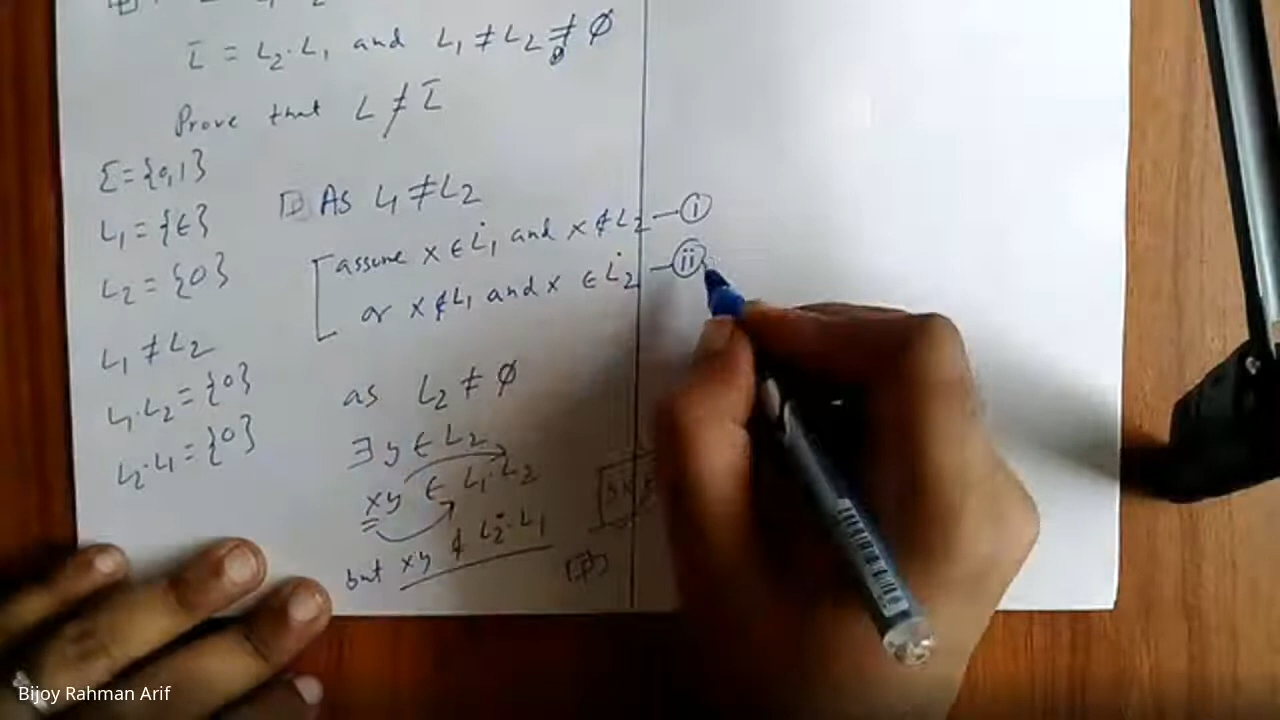 L̄ = L₂·L₁ and L₁ ≠ L₂ ≠ ∅
Prove that L ≠ L̄
Σ = {0,1}
L₁ = {ϵ}
L₂ = {0}
L₁ ≠ L₂
L₁·L₂ = {0}
L₂·L₁ = {0}
As L₁ ≠ L₂
assume x ∈ L₁ and x ∉ L₂ — i
or x ∉ L₁ and x ∈ L₂ — ii
as L₂ ≠ ∅
∃ y ∈ L₂
xy ∈ L₁·L₂
but xy ∉ L₂·L₁
Bijoy Rahman Arif